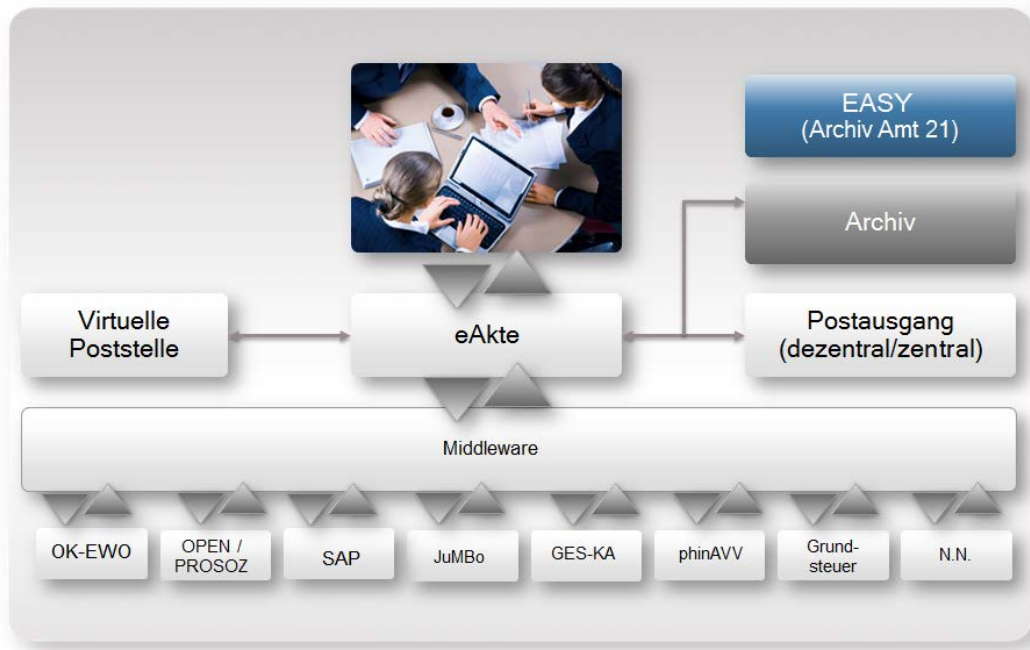 EASY
(Archiv Amt 21)
Archiv
Virtuelle
Poststelle
eAkte
Postausgang
(dezentral/zentral)
Middleware
OK-EWO
OPEN /
PROSOZ
SAP
JuMBo
GES-KA
phinAVV
Grund-
steuer
N.N.